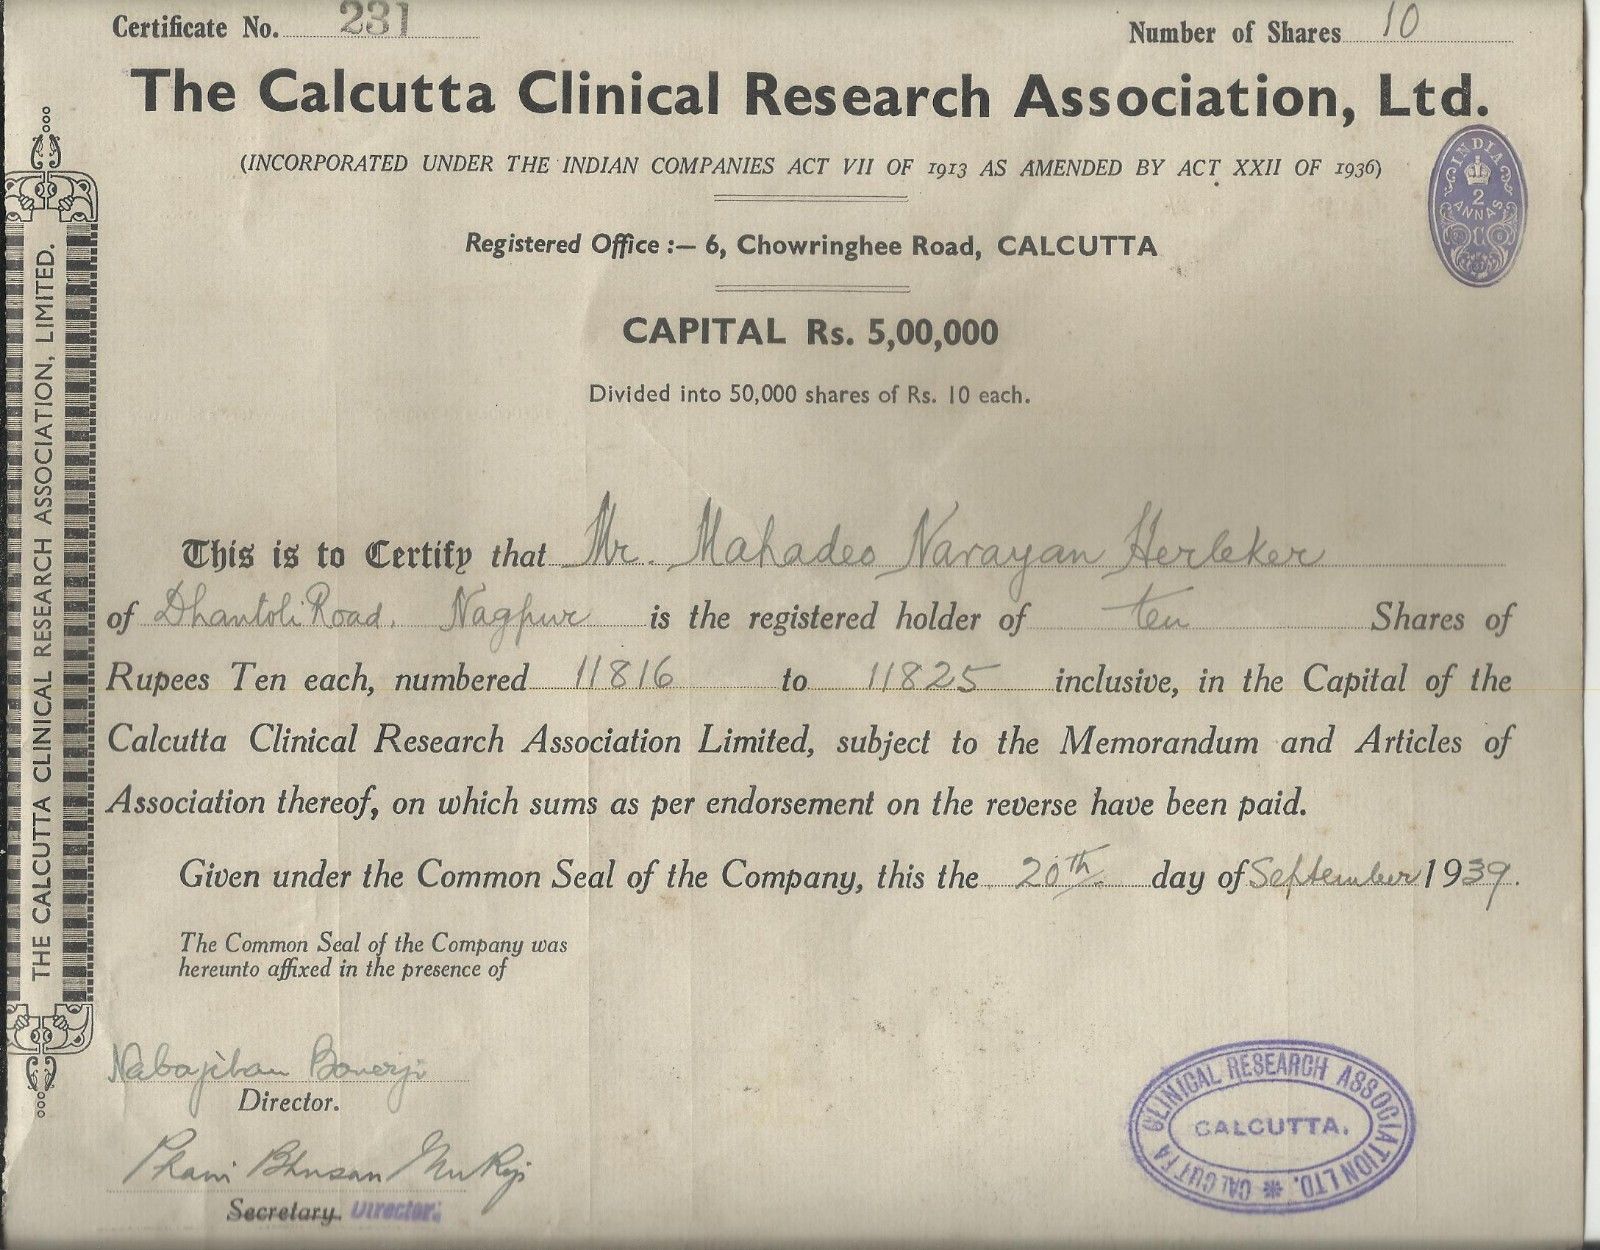 Certificate No. 231
Number of Shares 10
The Calcutta Clinical Research Association, Ltd.
(INCORPORATED UNDER THE INDIAN COMPANIES ACT VII OF 1913 AS AMENDED BY ACT XXII OF 1936)
INDIA
2
ANNAS
Registered Office :— 6, Chowringhee Road, CALCUTTA
CAPITAL Rs. 5,00,000
Divided into 50,000 shares of Rs. 10 each.
THE CALCUTTA CLINICAL RESEARCH ASSOCIATION, LIMITED.
This is to Certify that Mr. Mahadeo Narayan Herleker
of Dhantoli Road. Nagpur is the registered holder of ten Shares of
Rupees Ten each, numbered 11816 to 11825 inclusive, in the Capital of the
Calcutta Clinical Research Association Limited, subject to the Memorandum and Articles of
Association thereof, on which sums as per endorsement on the reverse have been paid.
Given under the Common Seal of the Company, this the 20th day of September 1939.
The Common Seal of the Company was
hereunto affixed in the presence of
Nabajiban Banerji
Director.
Phani Bhusan Mukerji
Secretary. Director.
CALCUTTA CLINICAL RESEARCH ASSOCIATION LTD.
CALCUTTA.